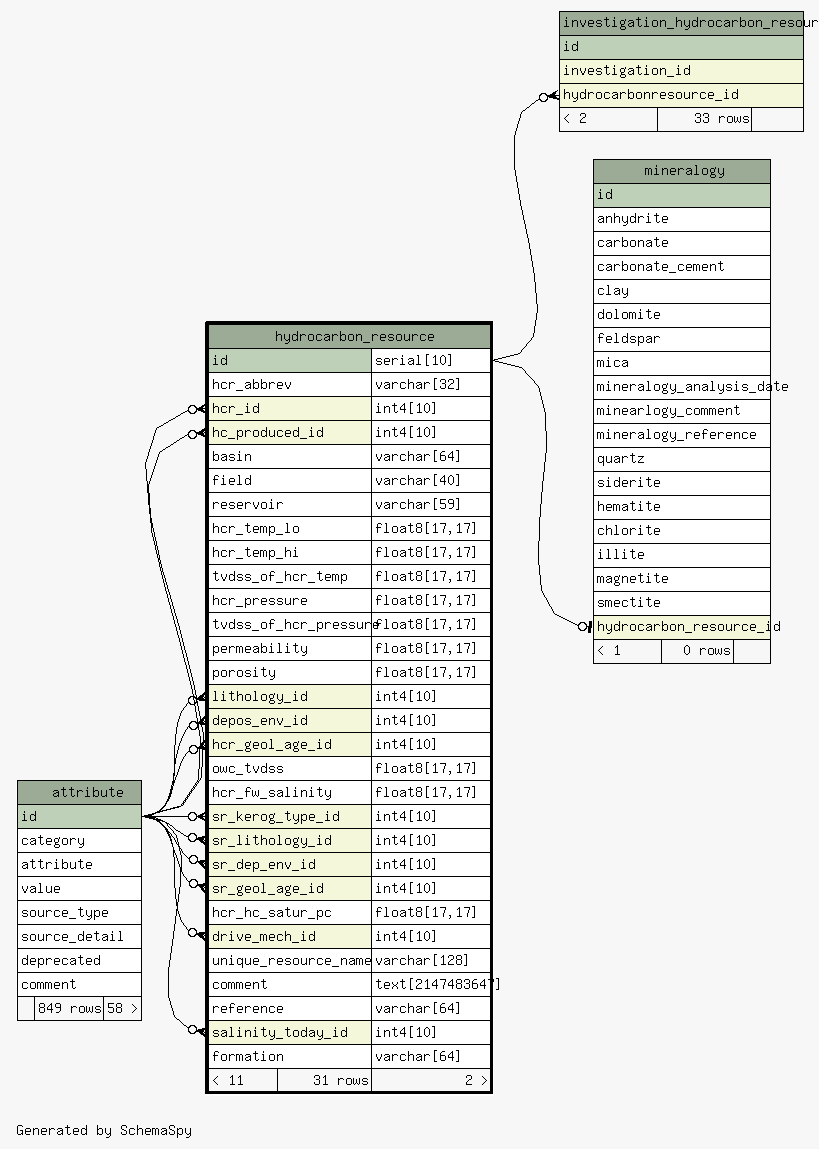 investigation_hydrocarbon_resour
id
investigation_id
hydrocarbonresource_id
< 2 33 rows
mineralogy
id
anhydrite
carbonate
carbonate_cement
clay
dolomite
feldspar
mica
mineralogy_analysis_date
minearlogy_comment
mineralogy_reference
quartz
siderite
hematite
chlorite
illite
magnetite
smectite
hydrocarbon_resource_id
< 1 0 rows
hydrocarbon_resource
id serial[10]
hcr_abbrev varchar[32]
hcr_id int4[10]
hc_produced_id int4[10]
basin varchar[64]
field varchar[40]
reservoir varchar[59]
hcr_temp_lo float8[17,17]
hcr_temp_hi float8[17,17]
tvdss_of_hcr_temp float8[17,17]
hcr_pressure float8[17,17]
tvdss_of_hcr_pressure float8[17,17]
permeability float8[17,17]
porosity float8[17,17]
lithology_id int4[10]
depos_env_id int4[10]
hcr_geol_age_id int4[10]
owc_tvdss float8[17,17]
hcr_fw_salinity float8[17,17]
sr_kerog_type_id int4[10]
sr_lithology_id int4[10]
sr_dep_env_id int4[10]
sr_geol_age_id int4[10]
hcr_hc_satur_pc float8[17,17]
drive_mech_id int4[10]
unique_resource_name varchar[128]
comment text[2147483647]
reference varchar[64]
salinity_today_id int4[10]
formation varchar[64]
< 11 31 rows 2 >
attribute
id
category
attribute
value
source_type
source_detail
deprecated
comment
849 rows 58 >
Generated by SchemaSpy